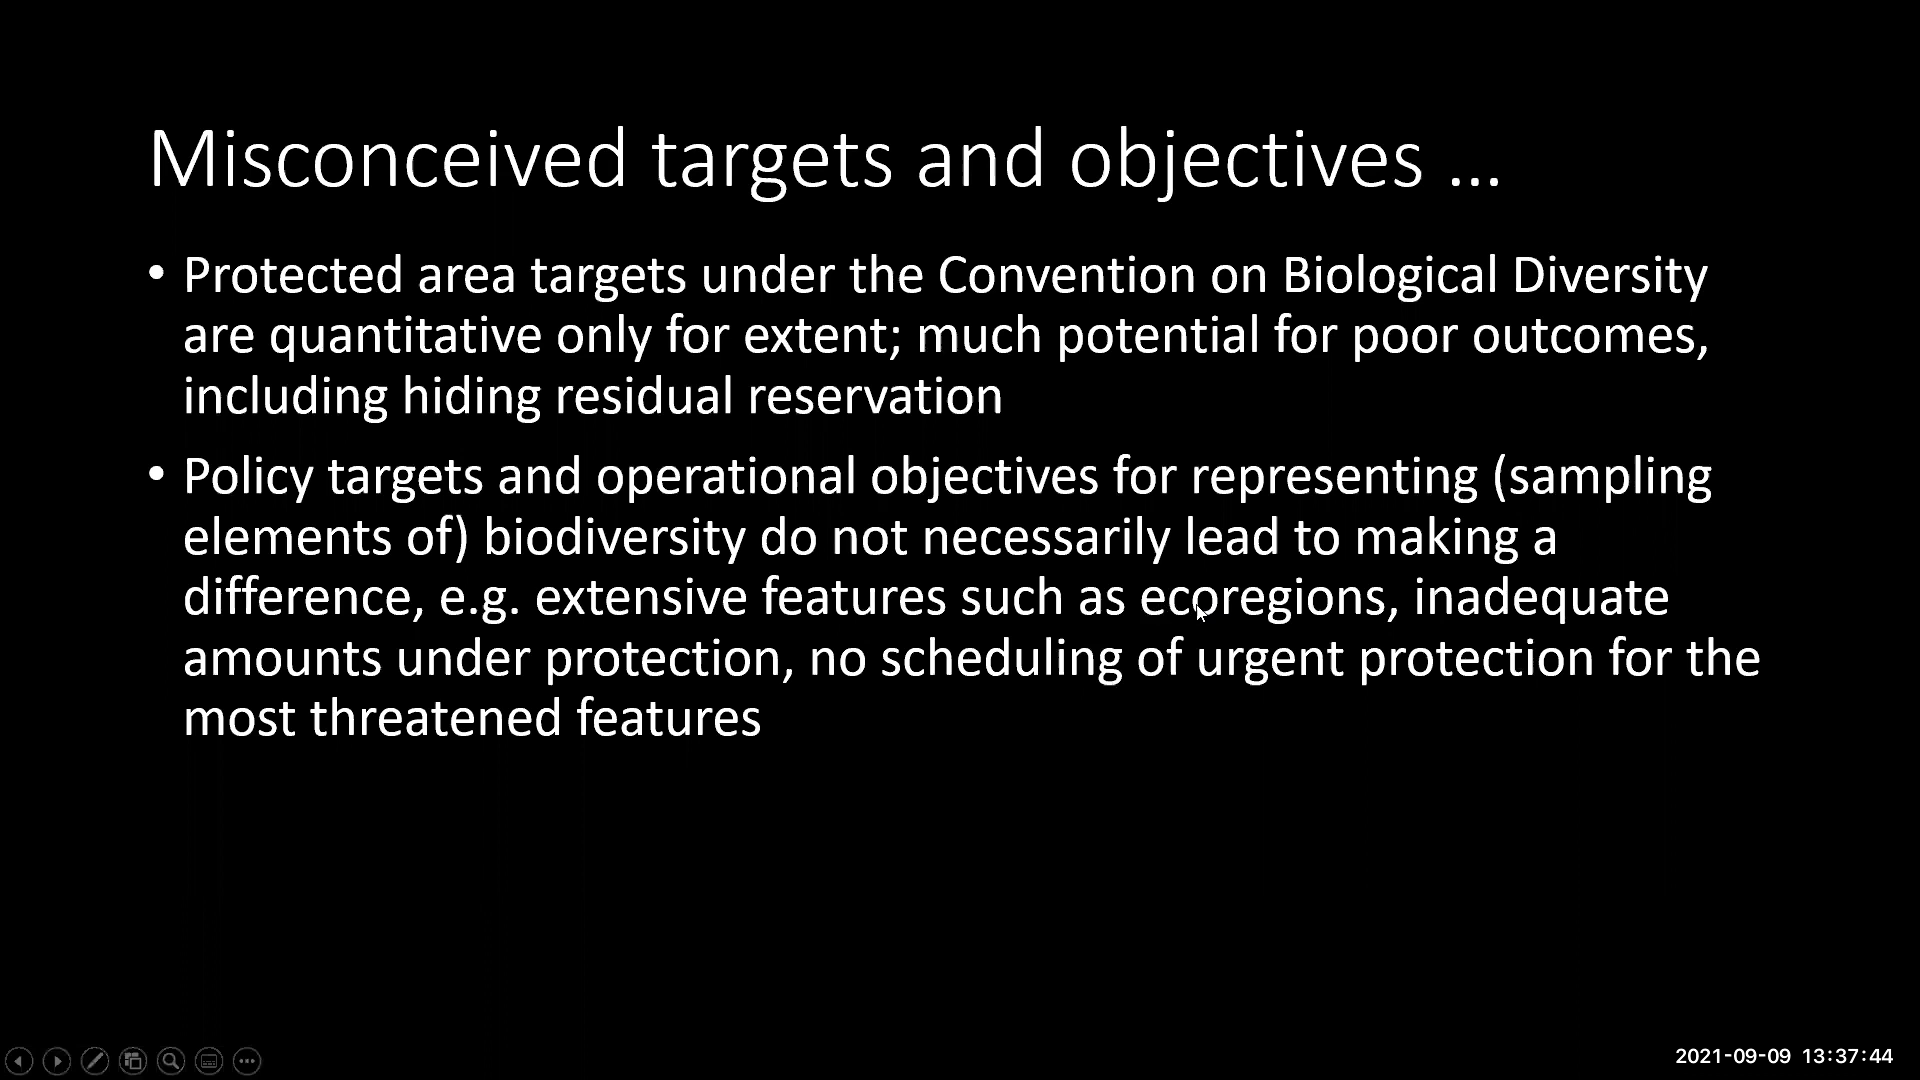 Misconceived targets and objectives ...
• Protected area targets under the Convention on Biological Diversity
are quantitative only for extent; much potential for poor outcomes,
including hiding residual reservation
• Policy targets and operational objectives for representing (sampling
elements of) biodiversity do not necessarily lead to making a
difference, e.g. extensive features such as ecoregions, inadequate
amounts under protection, no scheduling of urgent protection for the
most threatened features
2021-09-09 13:37:44